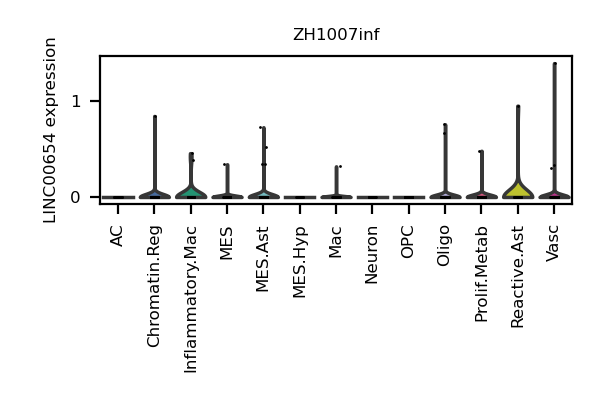 ZH1007inf
LINC00654 expression
1
0
AC
Chromatin.Reg
Inflammatory.Mac
MES
MES.Ast
MES.Hyp
Mac
Neuron
OPC
Oligo
Prolif.Metab
Reactive.Ast
Vasc